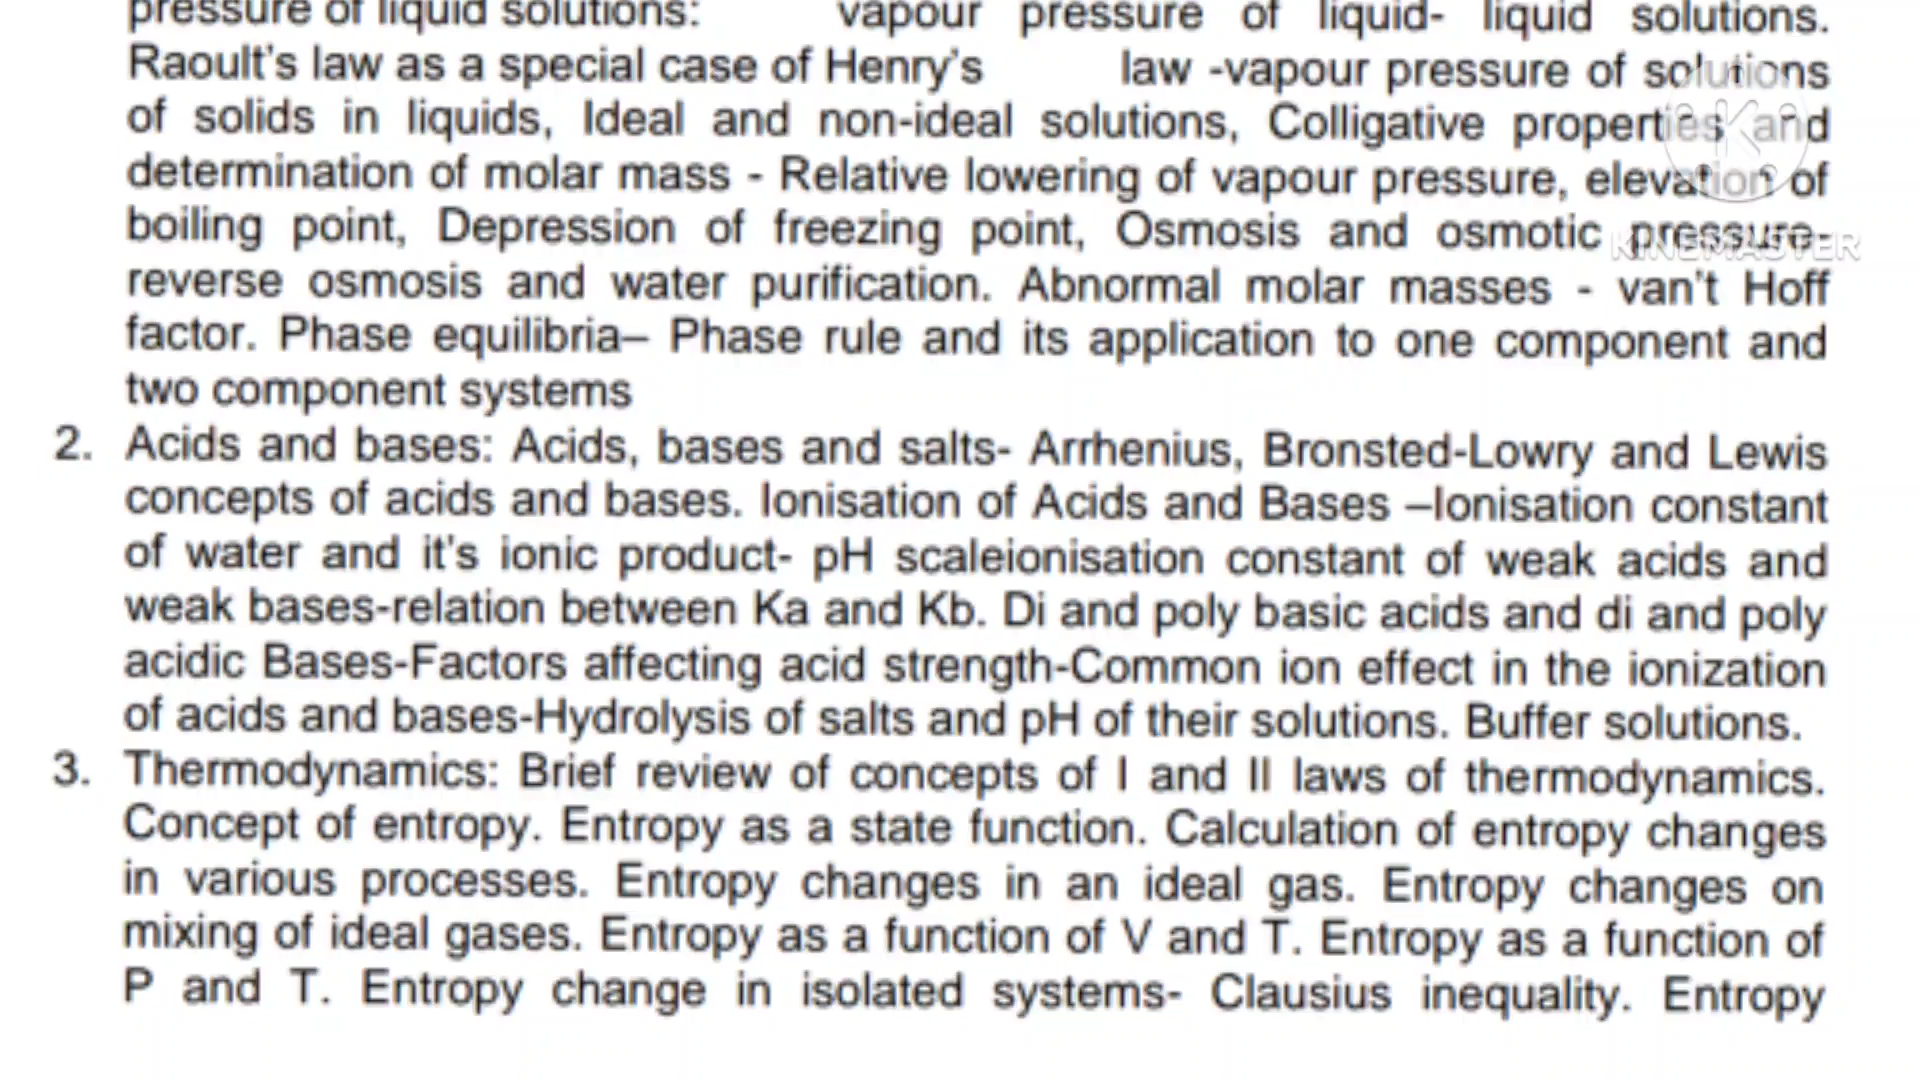 pressure of liquid solutions: vapour pressure of liquid- liquid solutions.
Raoult's law as a special case of Henry's law -vapour pressure of solutions
of solids in liquids, Ideal and non-ideal solutions, Colligative properties and
determination of molar mass - Relative lowering of vapour pressure, elevation of
boiling point, Depression of freezing point, Osmosis and osmotic pressure-
reverse osmosis and water purification. Abnormal molar masses - van't Hoff
factor. Phase equilibria– Phase rule and its application to one component and
two component systems
2. Acids and bases: Acids, bases and salts- Arrhenius, Bronsted-Lowry and Lewis
concepts of acids and bases. Ionisation of Acids and Bases –Ionisation constant
of water and it's ionic product- pH scaleionisation constant of weak acids and
weak bases-relation between Ka and Kb. Di and poly basic acids and di and poly
acidic Bases-Factors affecting acid strength-Common ion effect in the ionization
of acids and bases-Hydrolysis of salts and pH of their solutions. Buffer solutions.
3. Thermodynamics: Brief review of concepts of I and II laws of thermodynamics.
Concept of entropy. Entropy as a state function. Calculation of entropy changes
in various processes. Entropy changes in an ideal gas. Entropy changes on
mixing of ideal gases. Entropy as a function of V and T. Entropy as a function of
P and T. Entropy change in isolated systems- Clausius inequality. Entropy
K
KINEMASTER